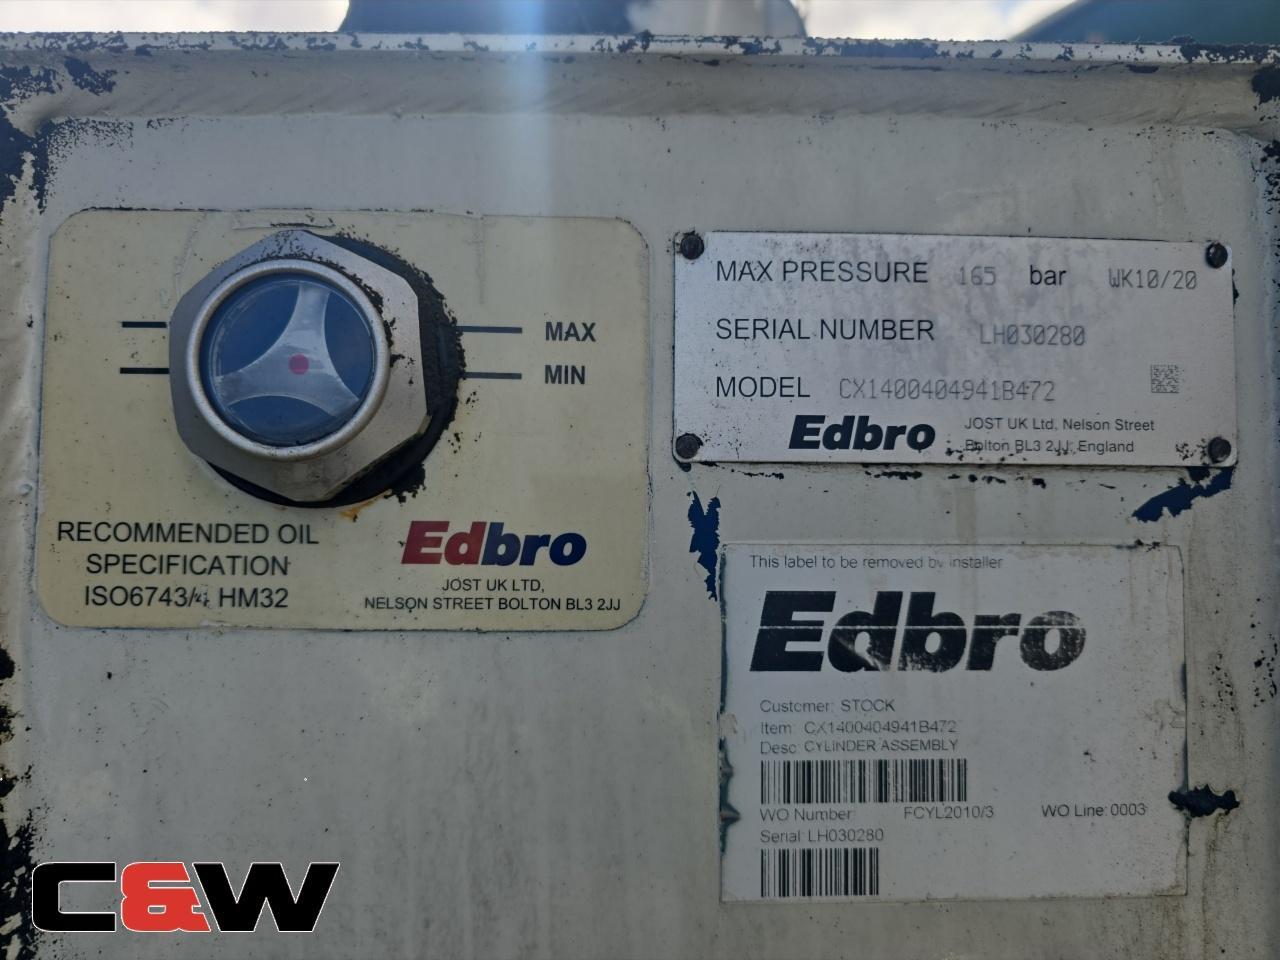 MAX
MIN
RECOMMENDED OIL
SPECIFICATION
ISO6743/4 HM32
Edbro
JOST UK LTD,
NELSON STREET BOLTON BL3 2JJ
MAX PRESSURE 165 bar WK10/20
SERIAL NUMBER LH030280
MODEL CX1400404941B472
Edbro JOST UK Ltd, Nelson Street
Bolton BL3 2JJ, England
This label to be removed by installer
Edbro
Customer: STOCK
Item: CX1400404941B472
Desc: CYLINDER ASSEMBLY
WO Number: FCYL2010/3 WO Line: 0003
Serial: LH030280
C&W